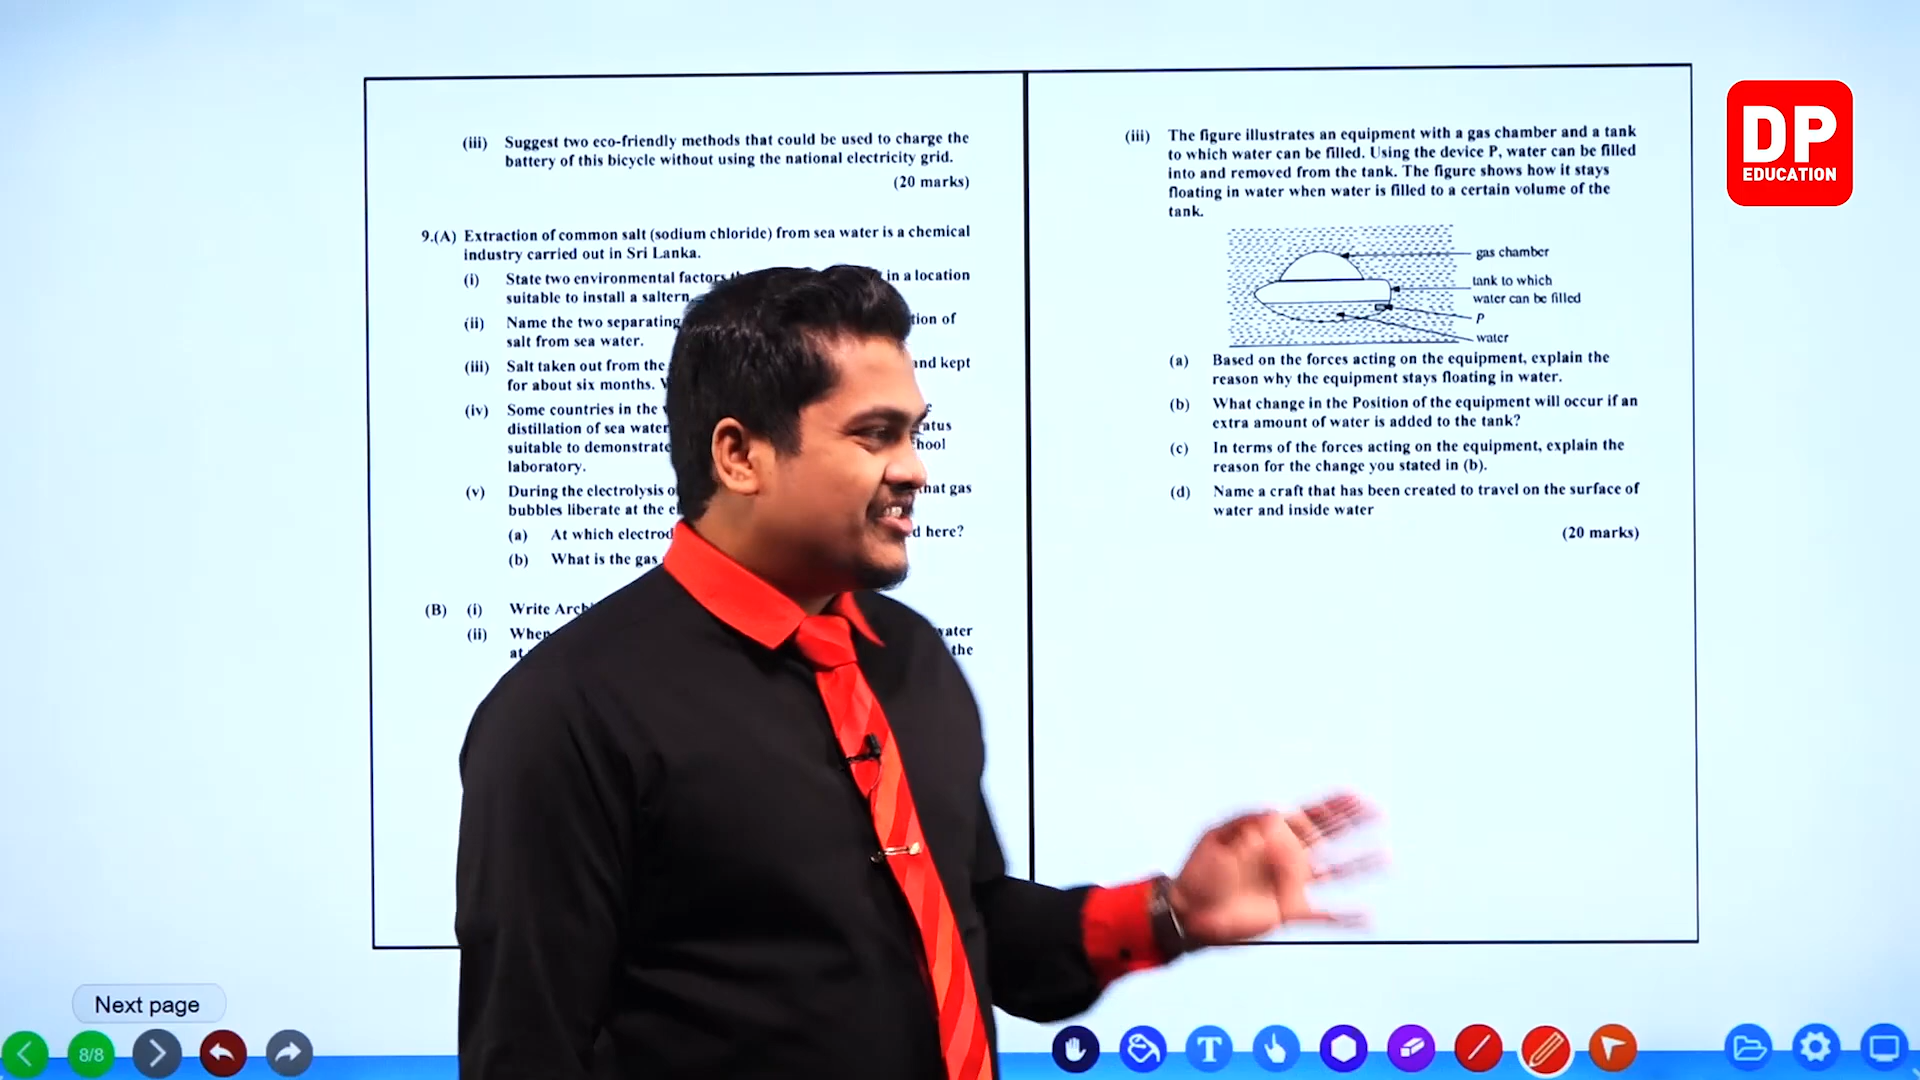 (iii) Suggest two eco-friendly methods that could be used to charge the
battery of this bicycle without using the national electricity grid.
(20 marks)
9.(A) Extraction of common salt (sodium chloride) from sea water is a chemical
industry carried out in Sri Lanka.
(i) State two environmental factors in a location
suitable to install a saltern.
(ii) Name the two separating tion of
salt from sea water.
(iii) Salt taken out from the and kept
for about six months.
(iv) Some countries in the
distillation of sea water atus
suitable to demonstrate hool
laboratory.
(v) During the electrolysis o hat gas
bubbles liberate at the
(a) At which electrod d here?
(b) What is the gas
(B) (i) Write Arch
(ii) When water
at the
(iii) The figure illustrates an equipment with a gas chamber and a tank
to which water can be filled. Using the device P, water can be filled
into and removed from the tank. The figure shows how it stays
floating in water when water is filled to a certain volume of the
tank.
gas chamber
tank to which
water can be filled
P
water
(a) Based on the forces acting on the equipment, explain the
reason why the equipment stays floating in water.
(b) What change in the Position of the equipment will occur if an
extra amount of water is added to the tank?
(c) In terms of the forces acting on the equipment, explain the
reason for the change you stated in (b).
(d) Name a craft that has been created to travel on the surface of
water and inside water
(20 marks)
DP
EDUCATION
Next page
8/8
T